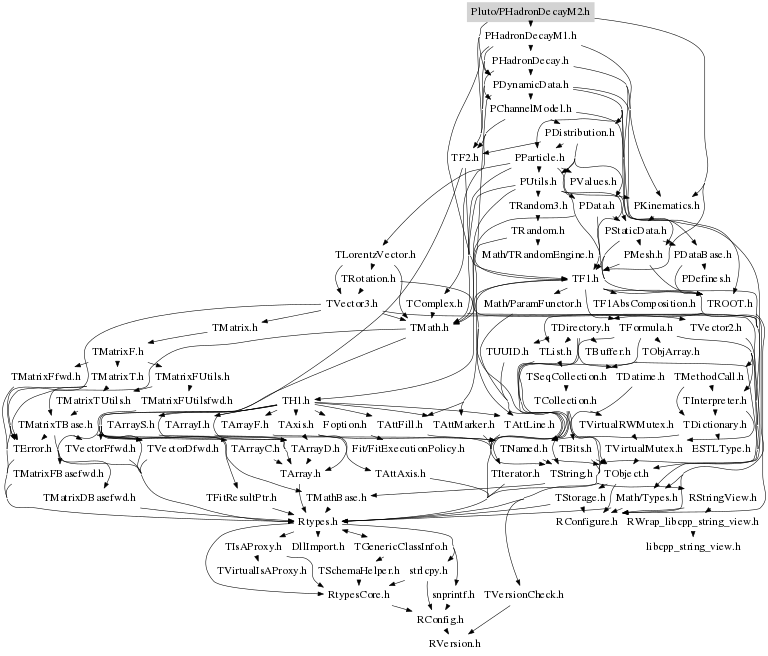 Pluto/PHadronDecayM2.h
PHadronDecayM1.h
PHadronDecay.h
PDynamicData.h
PChannelModel.h
PDistribution.h
TF2.h
PParticle.h
PUtils.h
PValues.h
TRandom3.h
PData.h
PKinematics.h
TRandom.h
PStaticData.h
TLorentzVector.h
Math/TRandomEngine.h
PMesh.h
PDataBase.h
TRotation.h
TF1.h
PDefines.h
TVector3.h
TComplex.h
Math/ParamFunctor.h
TF1AbsComposition.h
TROOT.h
TMatrix.h
TMath.h
TDirectory.h
TFormula.h
TVector2.h
TMatrixF.h
TUUID.h
TList.h
TBuffer.h
TObjArray.h
TMatrixFfwd.h
TMatrixT.h
TMatrixFUtils.h
TSeqCollection.h
TDatime.h
TMethodCall.h
TMatrixTUtils.h
TMatrixFUtilsfwd.h
TH1.h
TCollection.h
TInterpreter.h
TMatrixTBase.h
TArrayS.h
TArrayI.h
TArrayF.h
TAxis.h
Foption.h
TAttFill.h
TAttMarker.h
TAttLine.h
TVirtualRWMutex.h
TDictionary.h
TError.h
TVectorFfwd.h
TVectorDfwd.h
TArrayC.h
TArrayD.h
Fit/FitExecutionPolicy.h
TNamed.h
TBits.h
TVirtualMutex.h
ESTLType.h
TMatrixFBasefwd.h
TArray.h
TAttAxis.h
TIterator.h
TString.h
TObject.h
TMatrixDBasefwd.h
TFitResultPtr.h
TMathBase.h
TStorage.h
Math/Types.h
RStringView.h
Rtypes.h
RConfigure.h
RWrap_libcpp_string_view.h
TIsAProxy.h
DllImport.h
TGenericClassInfo.h
libcpp_string_view.h
TVirtualIsAProxy.h
TSchemaHelper.h
strlcpy.h
RtypesCore.h
snprintf.h
TVersionCheck.h
RConfig.h
RVersion.h